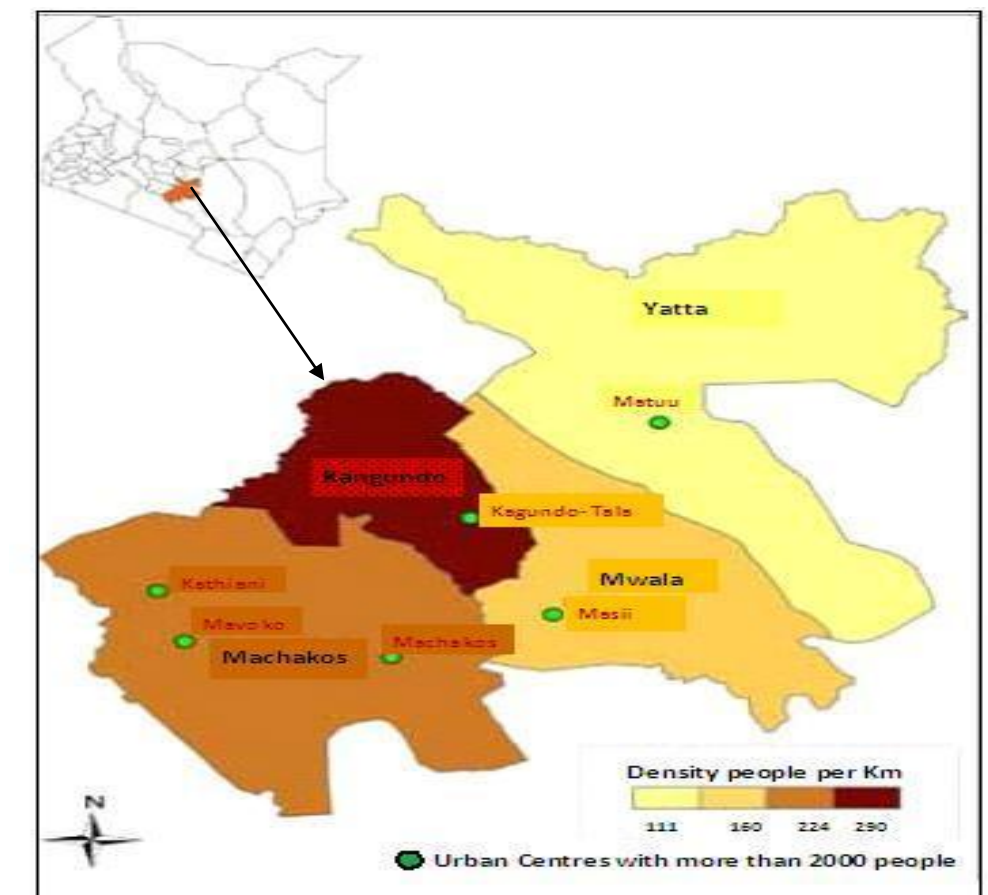 Yatta
Matuu
Kangundo
Kagundo-Tala
Mwala
Kathiani
Masii
Mavoko
Machakos
Machakos
Density people per Km
111 160 224 290
N
Urban Centres with more than 2000 people